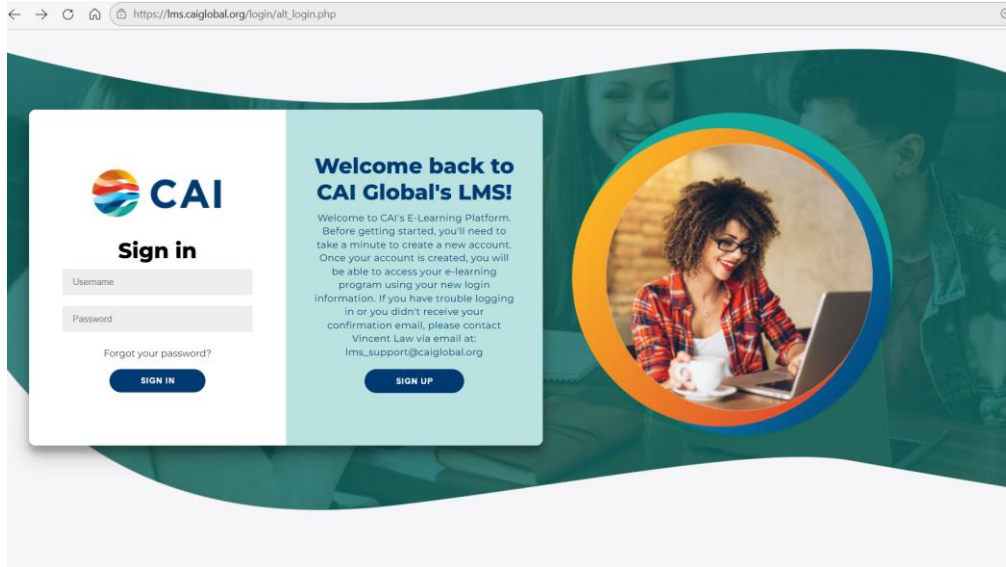 https://lms.caiglobal.org/login/alt_login.php
CAI
Sign in
Username
Password
Forgot your password?
SIGN IN
Welcome back to
CAI Global's LMS!
Welcome to CAI's E-Learning Platform.
Before getting started, you'll need to
take a minute to create a new account.
Once your account is created, you will
be able to access your e-learning
program using your new login
information. If you have trouble logging
in or you didn't receive your
confirmation email, please contact
Vincent Law via email at:
lms_support@caiglobal.org
SIGN UP